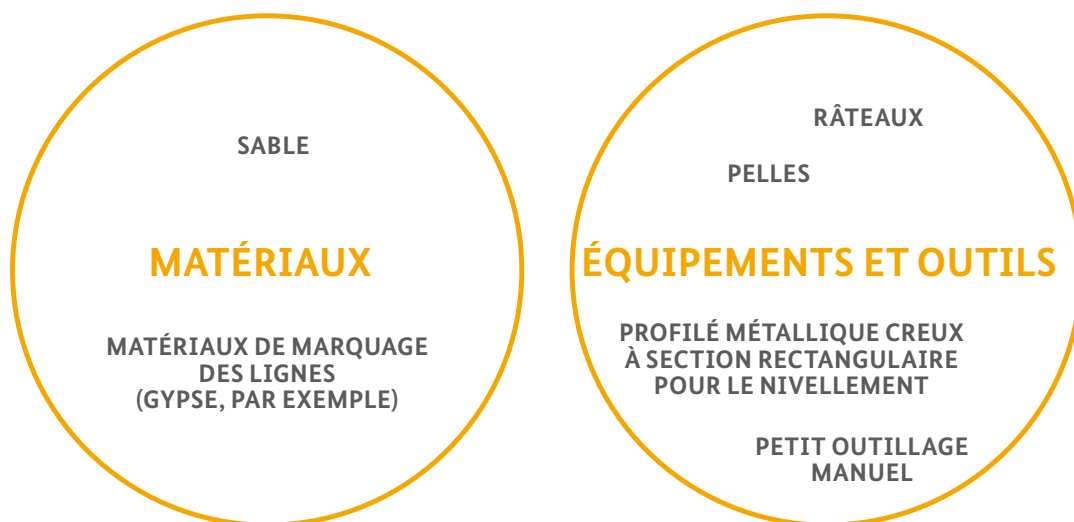 SABLE
MATÉRIAUX
MATÉRIAUX DE MARQUAGE
DES LIGNES
(GYPSE, PAR EXEMPLE)
RÂTEAUX
PELLES
ÉQUIPEMENTS ET OUTILS
PROFILÉ MÉTALLIQUE CREUX
À SECTION RECTANGULAIRE
POUR LE NIVELLEMENT
PETIT OUTILLAGE
MANUEL